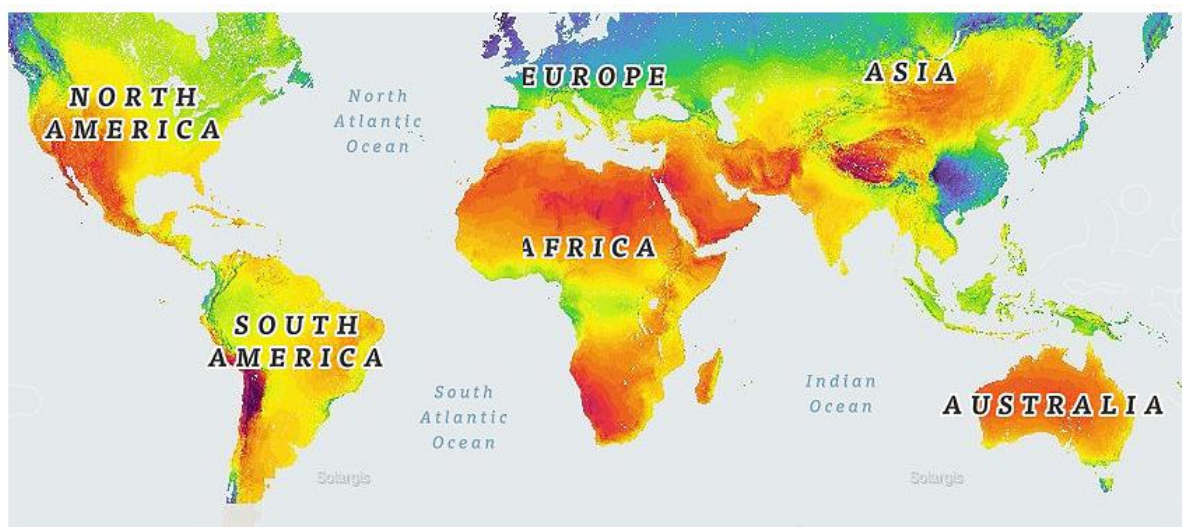 NORTH
AMERICA
North
Atlantic
Ocean
EUROPE
ASIA
AFRICA
SOUTH
AMERICA
South
Atlantic
Ocean
Indian
Ocean
AUSTRALIA
Solargis
Solargis